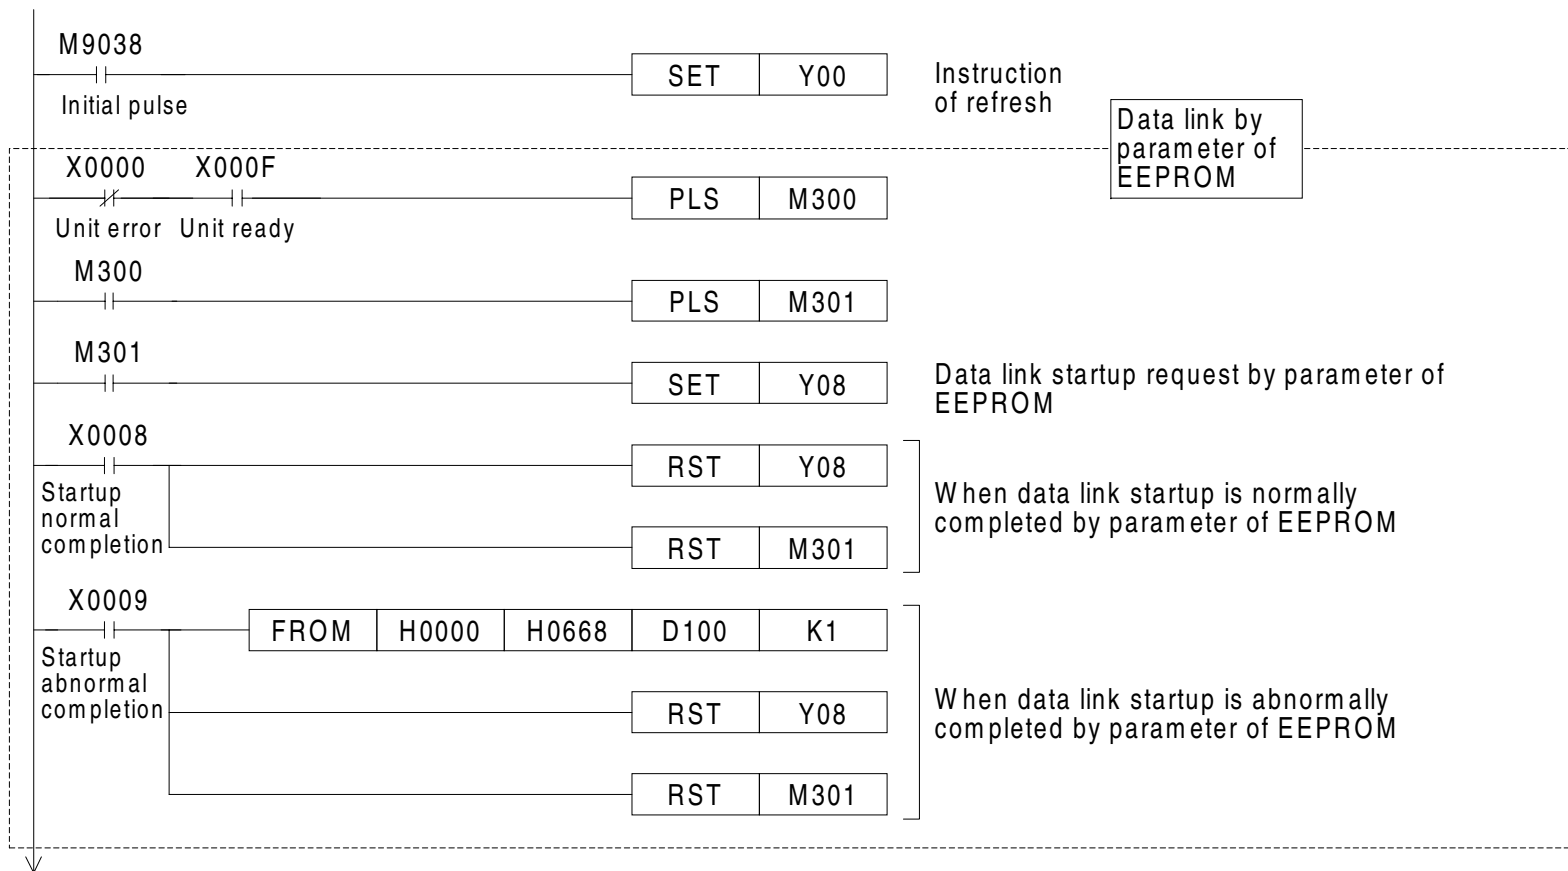 M9038
SET Y00
Initial pulse
Instruction
of refresh
Data link by
parameter of
EEPROM
X0000 X000F
PLS M300
Unit error Unit ready
M300
PLS M301
M301
SET Y08
Data link startup request by parameter of
EEPROM
X0008
RST Y08
Startup
normal
completion
RST M301
When data link startup is normally
completed by parameter of EEPROM
X0009
FROM H0000 H0668 D100 K1
Startup
abnormal
completion
RST Y08
RST M301
When data link startup is abnormally
completed by parameter of EEPROM